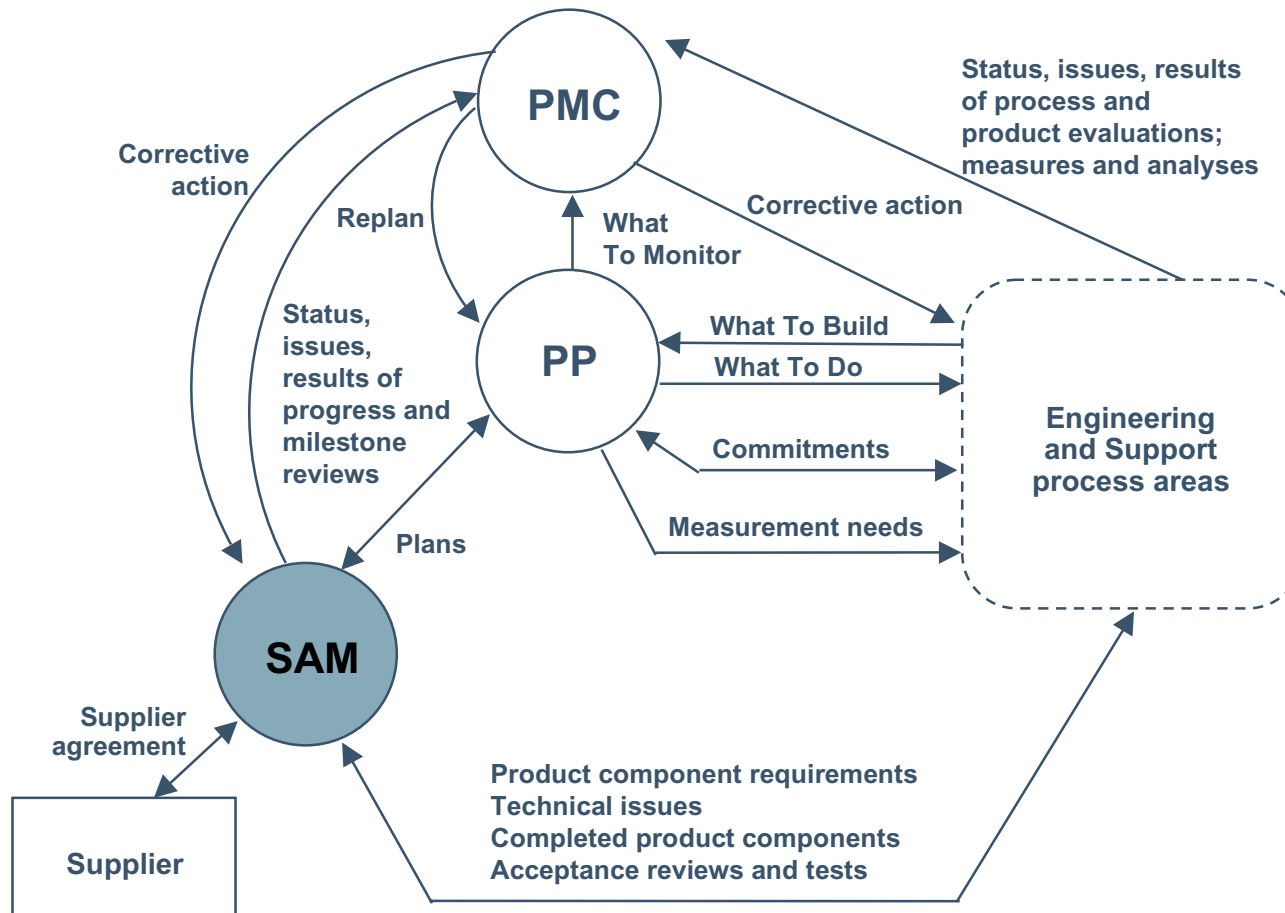 PMC
Status, issues, results
of process and
product evaluations;
measures and analyses
Corrective
action
Replan
Corrective action
What
To Monitor
Status,
issues,
results of
progress and
milestone
reviews
PP
What To Build
What To Do
Commitments
Measurement needs
Engineering
and Support
process areas
Plans
SAM
Supplier
agreement
Supplier
Product component requirements
Technical issues
Completed product components
Acceptance reviews and tests